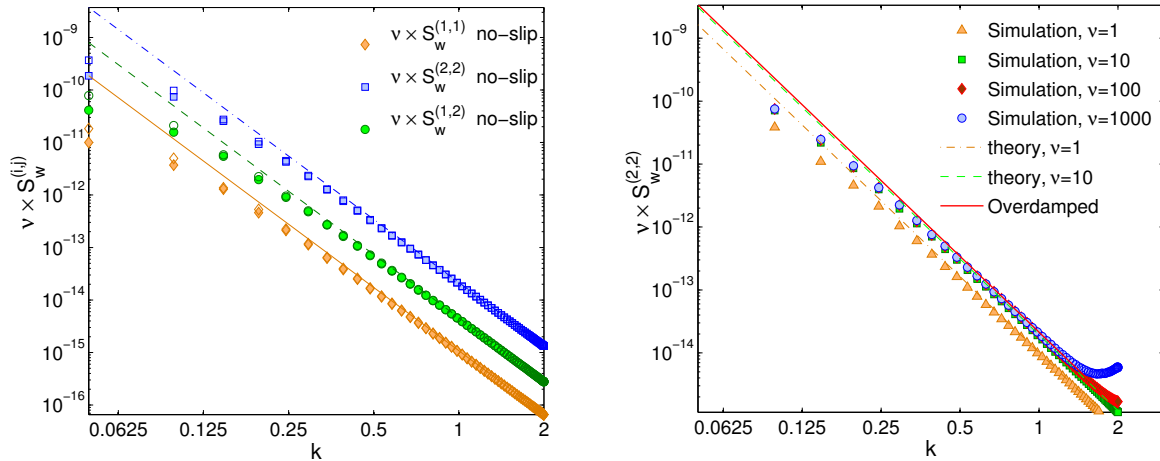 10^-9
10^-10
10^-11
10^-12
10^-13
10^-14
10^-15
10^-16
ν × S_w^(i,j)
ν × S_w^(1,1) no−slip
ν × S_w^(2,2) no−slip
ν × S_w^(1,2) no−slip
0.0625 0.125 0.25 0.5 1 2
k
10^-9
10^-10
10^-11
10^-12
10^-13
10^-14
ν × S_w^(2,2)
Simulation, ν=1
Simulation, ν=10
Simulation, ν=100
Simulation, ν=1000
theory, ν=1
theory, ν=10
Overdamped
0.0625 0.125 0.25 0.5 1 2
k